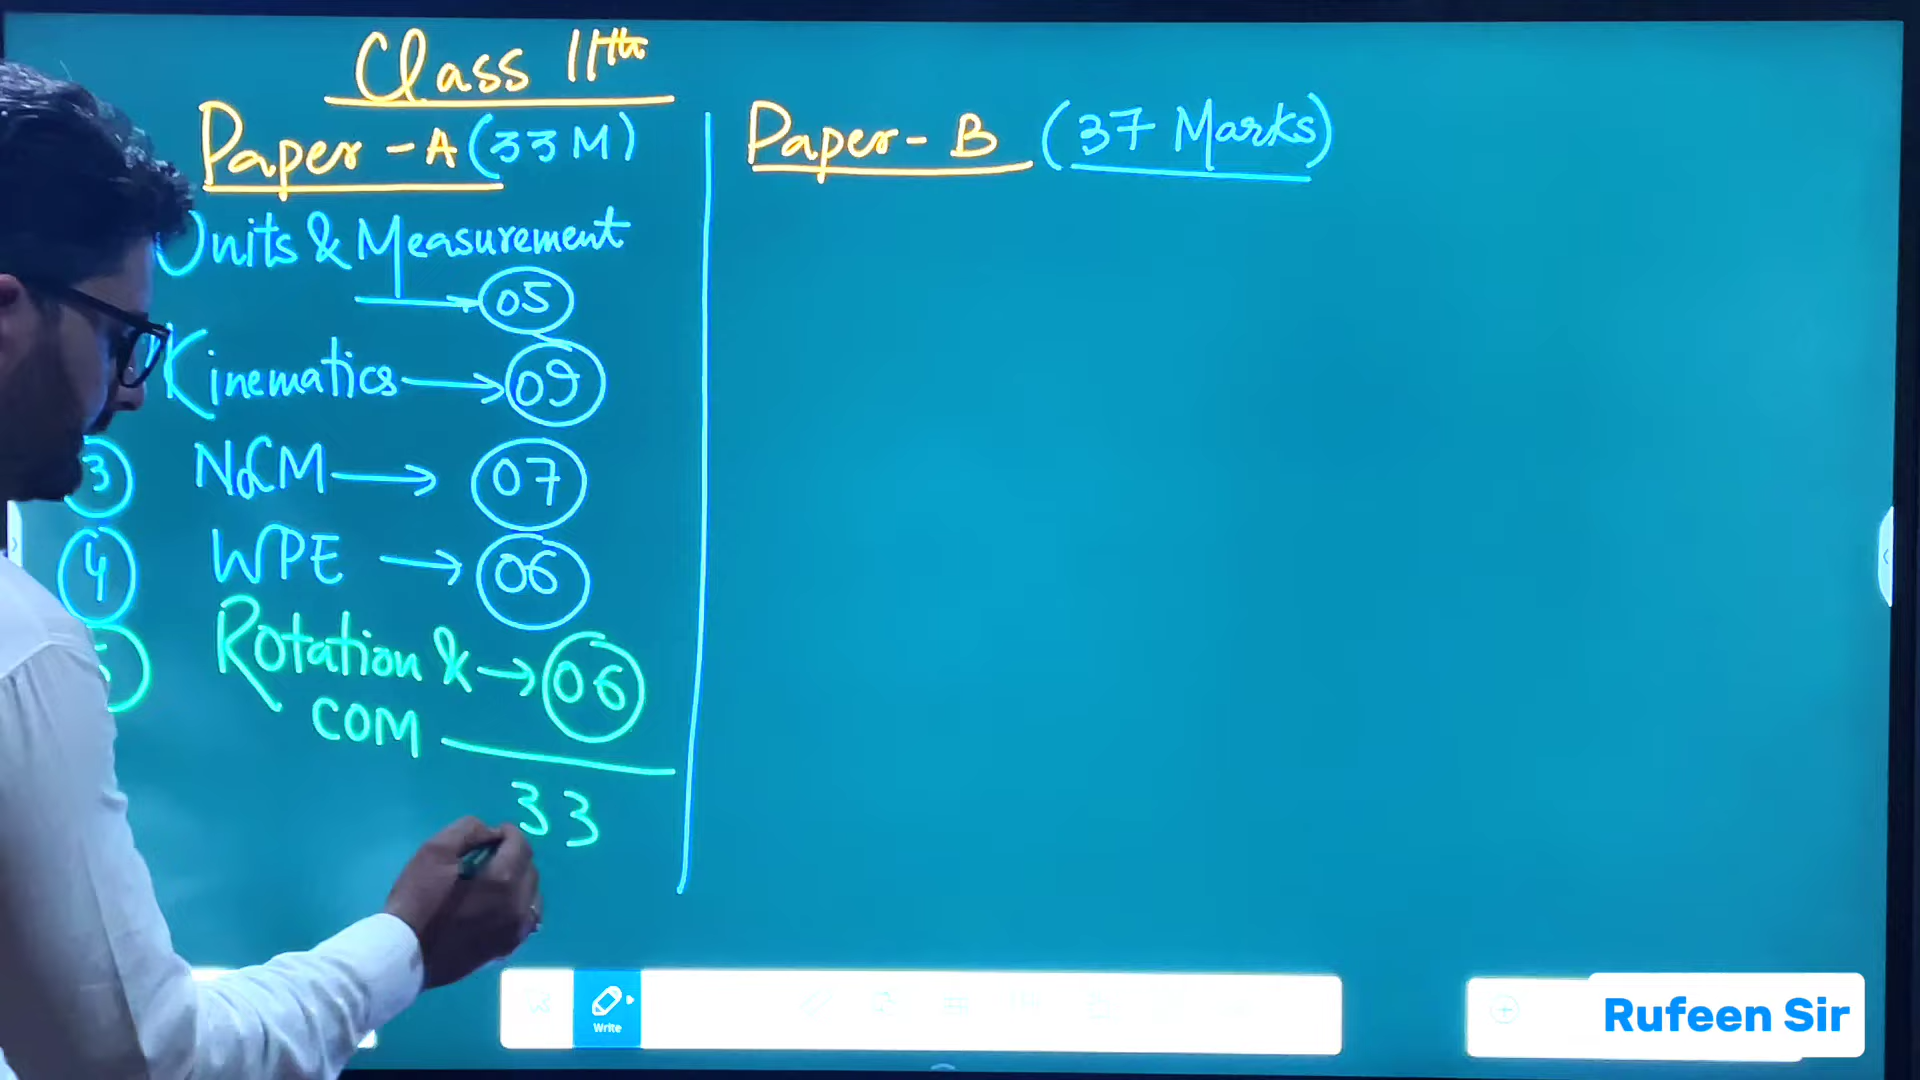 Class 11th
Paper - A (33 M)
Units & Measurement
05
Kinematics → 09
3 NLM → 07
4 WPE → 06
5 Rotation & → 06
COM
33
Paper - B (37 Marks)
Write
Rufeen Sir